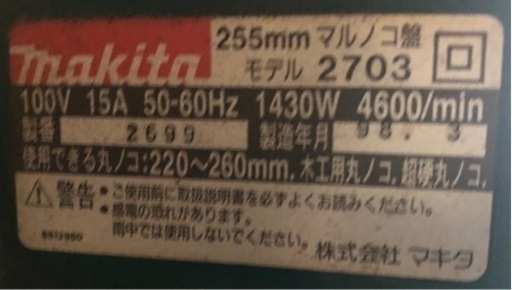 makita 255mm マルノコ盤
モデル 2703
100V 15A 50-60Hz 1430W 4600/min
製番 2699 製造年月 98. 3
使用できる丸ノコ:220～260mm, 木工用丸ノコ, 超硬丸ノコ,
⚠警告 •ご使用前に取扱説明書を必ずよくお読みください。
•感電の恐れがあります。
雨中では使用しないでください。
株式会社 マキタ